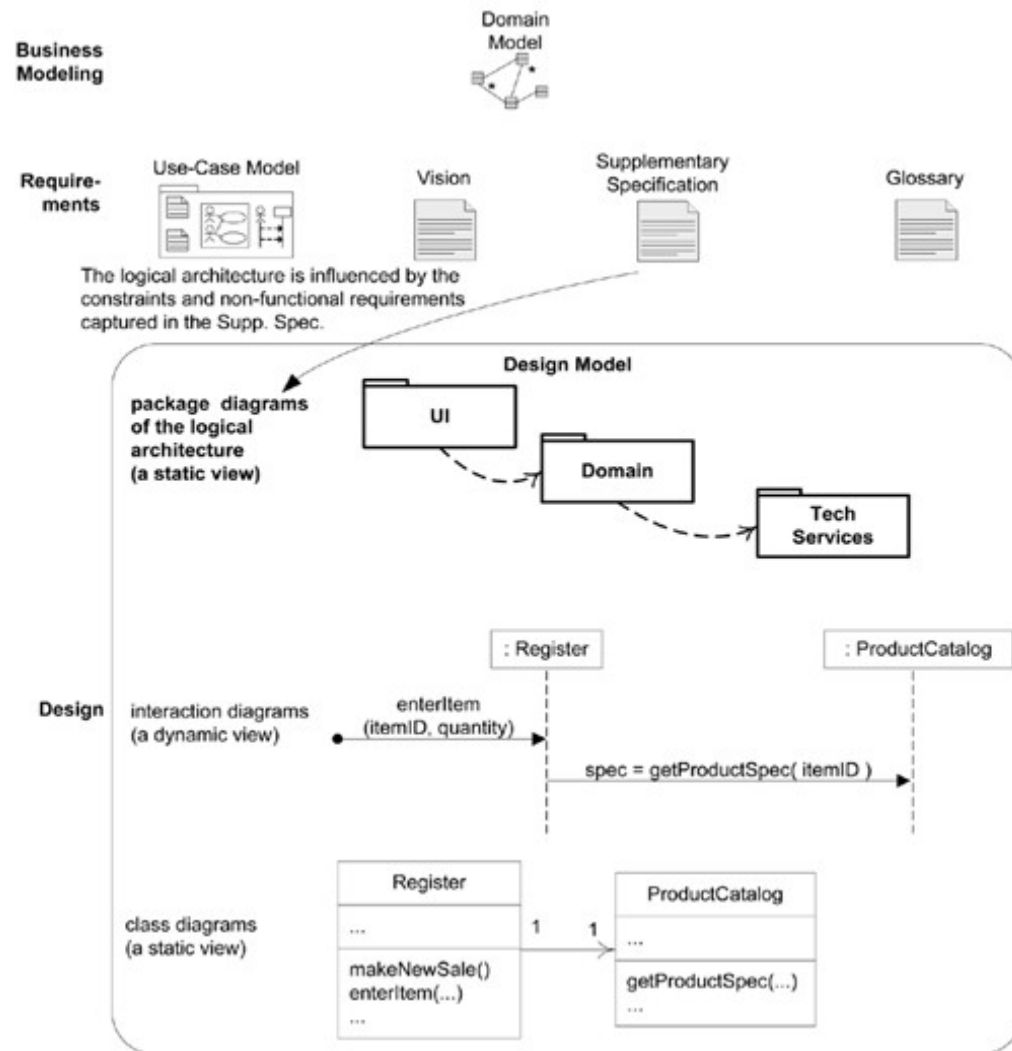 Domain
Model
Business
Modeling
Use-Case Model
Vision
Supplementary
Specification
Glossary
Require-
ments
The logical architecture is influenced by the
constraints and non-functional requirements
captured in the Supp. Spec.
Design Model
package diagrams
of the logical
architecture
(a static view)
UI
Domain
Tech
Services
: Register
: ProductCatalog
Design
interaction diagrams
(a dynamic view)
enterItem
(itemID, quantity)
spec = getProductSpec( itemID )
class diagrams
(a static view)
Register
...
makeNewSale()
enterItem(...)
...
1
1
ProductCatalog
...
getProductSpec(...)
...